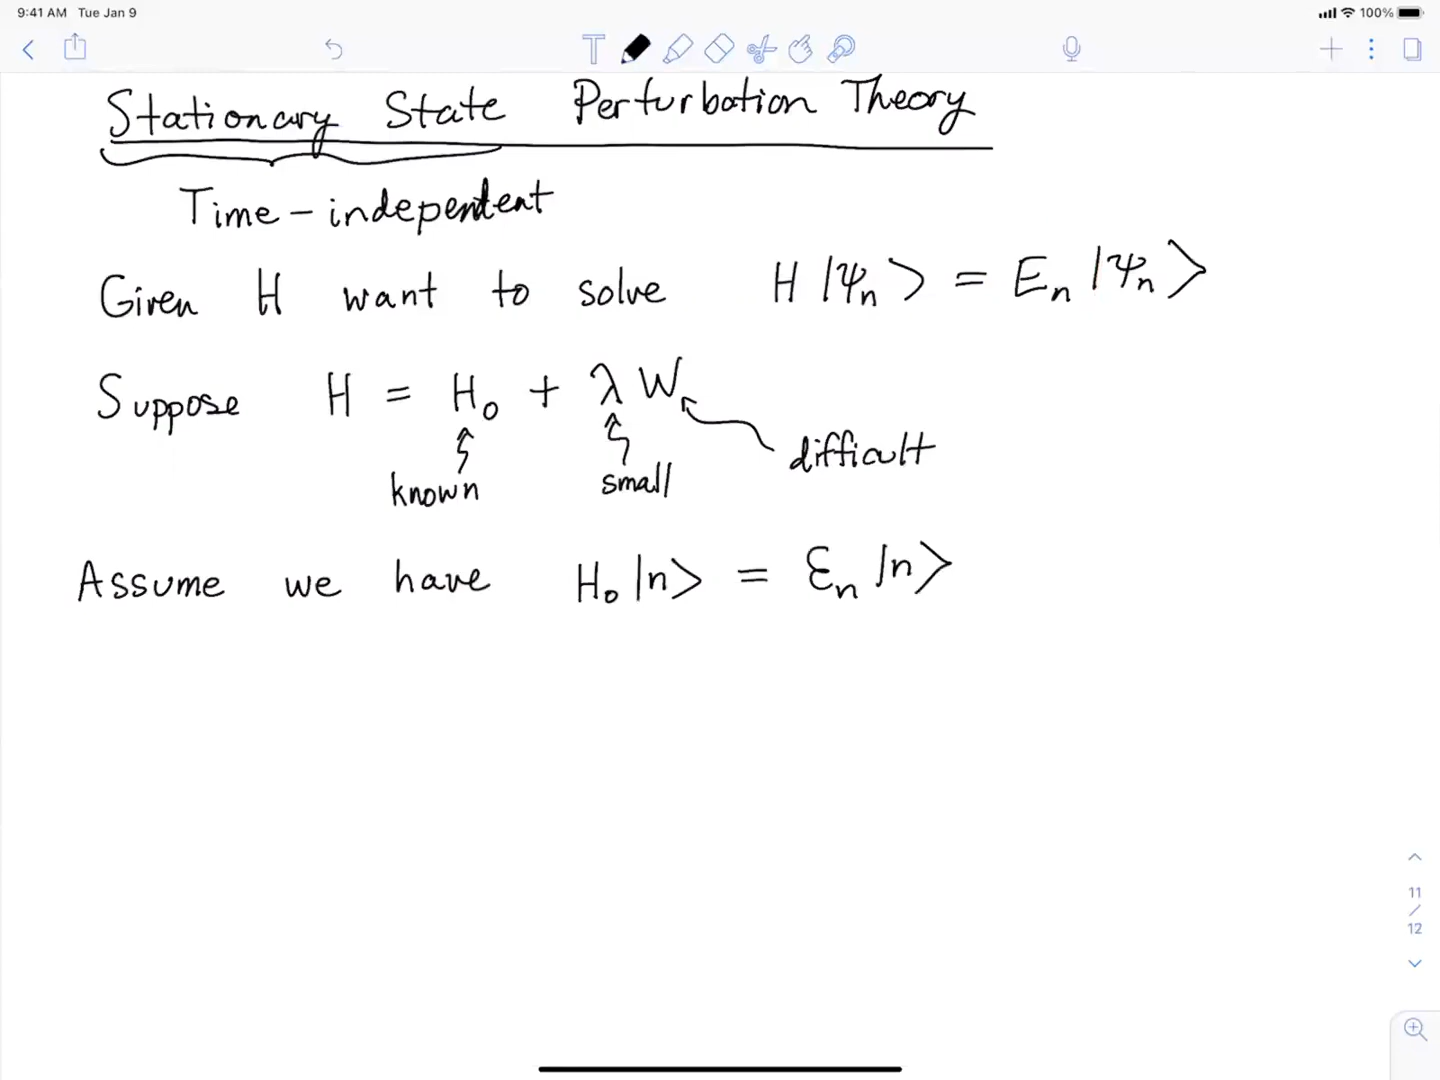 9:41 AM Tue Jan 9 100%
Stationary State Perturbation Theory
Time-independent
Given H want to solve H |ψn> = En |ψn>
Suppose H = H0 + λ W
difficult
known small
Assume we have H0 |n> = Ɛn |n>
11
/
12